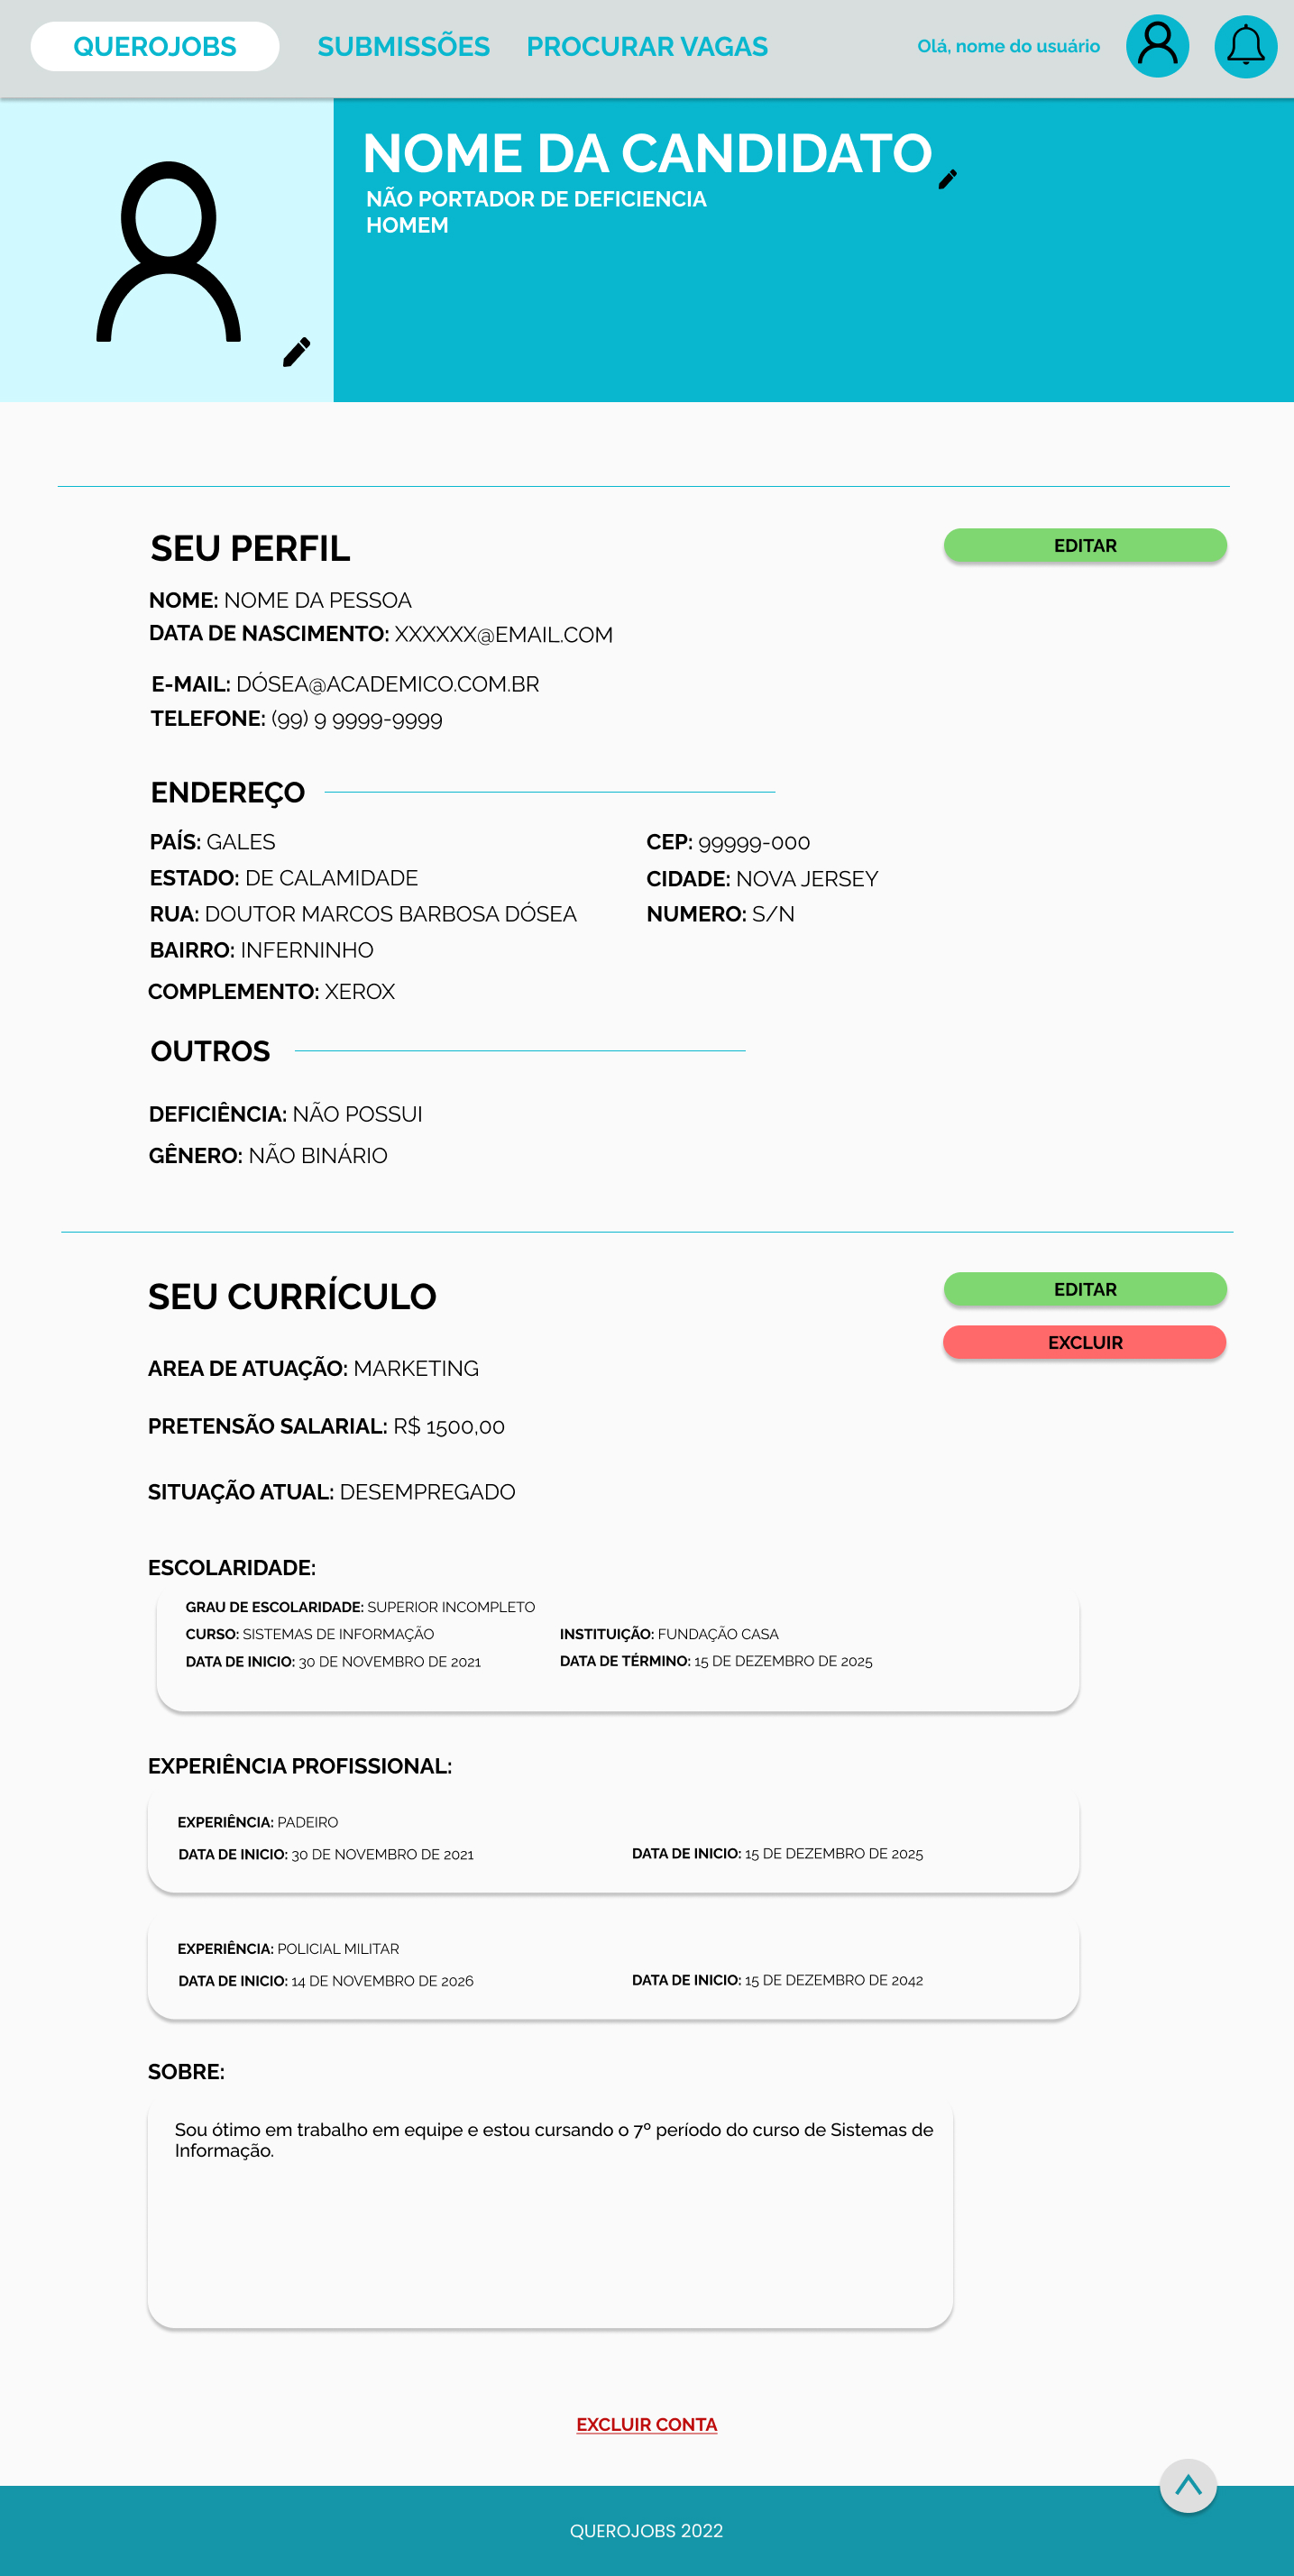 QUEROJOBS SUBMISSÕES PROCURAR VAGAS Olá, nome do usuário
NOME DA CANDIDATO
NÃO PORTADOR DE DEFICIENCIA
HOMEM
SEU PERFIL EDITAR
NOME: NOME DA PESSOA
DATA DE NASCIMENTO: XXXXXX@EMAIL.COM
E-MAIL: DÓSEA@ACADEMICO.COM.BR
TELEFONE: (99) 9 9999-9999
ENDEREÇO
PAÍS: GALES CEP: 99999-000
ESTADO: DE CALAMIDADE CIDADE: NOVA JERSEY
RUA: DOUTOR MARCOS BARBOSA DÓSEA NUMERO: S/N
BAIRRO: INFERNINHO
COMPLEMENTO: XEROX
OUTROS
DEFICIÊNCIA: NÃO POSSUI
GÊNERO: NÃO BINÁRIO
SEU CURRÍCULO EDITAR
EXCLUIR
AREA DE ATUAÇÃO: MARKETING
PRETENSÃO SALARIAL: R$ 1500,00
SITUAÇÃO ATUAL: DESEMPREGADO
ESCOLARIDADE:
GRAU DE ESCOLARIDADE: SUPERIOR INCOMPLETO
CURSO: SISTEMAS DE INFORMAÇÃO INSTITUIÇÃO: FUNDAÇÃO CASA
DATA DE INICIO: 30 DE NOVEMBRO DE 2021 DATA DE TÉRMINO: 15 DE DEZEMBRO DE 2025
EXPERIÊNCIA PROFISSIONAL:
EXPERIÊNCIA: PADEIRO
DATA DE INICIO: 30 DE NOVEMBRO DE 2021 DATA DE INICIO: 15 DE DEZEMBRO DE 2025
EXPERIÊNCIA: POLICIAL MILITAR
DATA DE INICIO: 14 DE NOVEMBRO DE 2026 DATA DE INICIO: 15 DE DEZEMBRO DE 2042
SOBRE:
Sou ótimo em trabalho em equipe e estou cursando o 7º período do curso de Sistemas de
Informação.
EXCLUIR CONTA
QUEROJOBS 2022